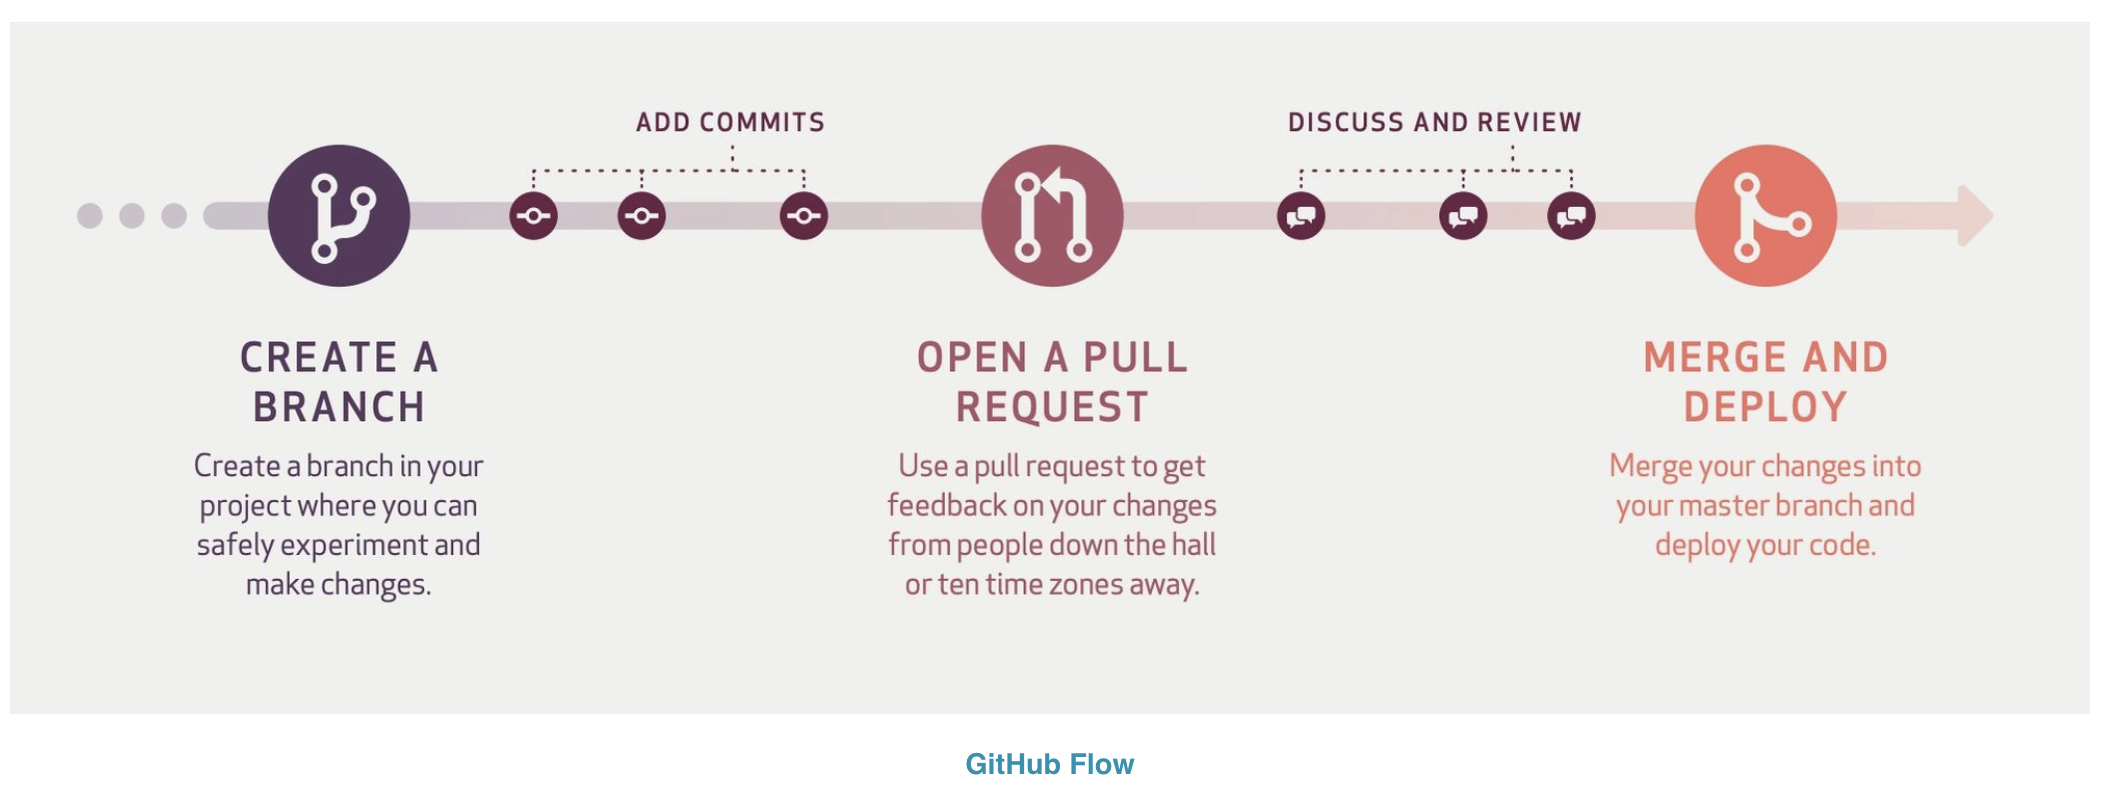 ADD COMMITS
DISCUSS AND REVIEW
CREATE A
BRANCH
Create a branch in your
project where you can
safely experiment and
make changes.
OPEN A PULL
REQUEST
Use a pull request to get
feedback on your changes
from people down the hall
or ten time zones away.
MERGE AND
DEPLOY
Merge your changes into
your master branch and
deploy your code.
GitHub Flow